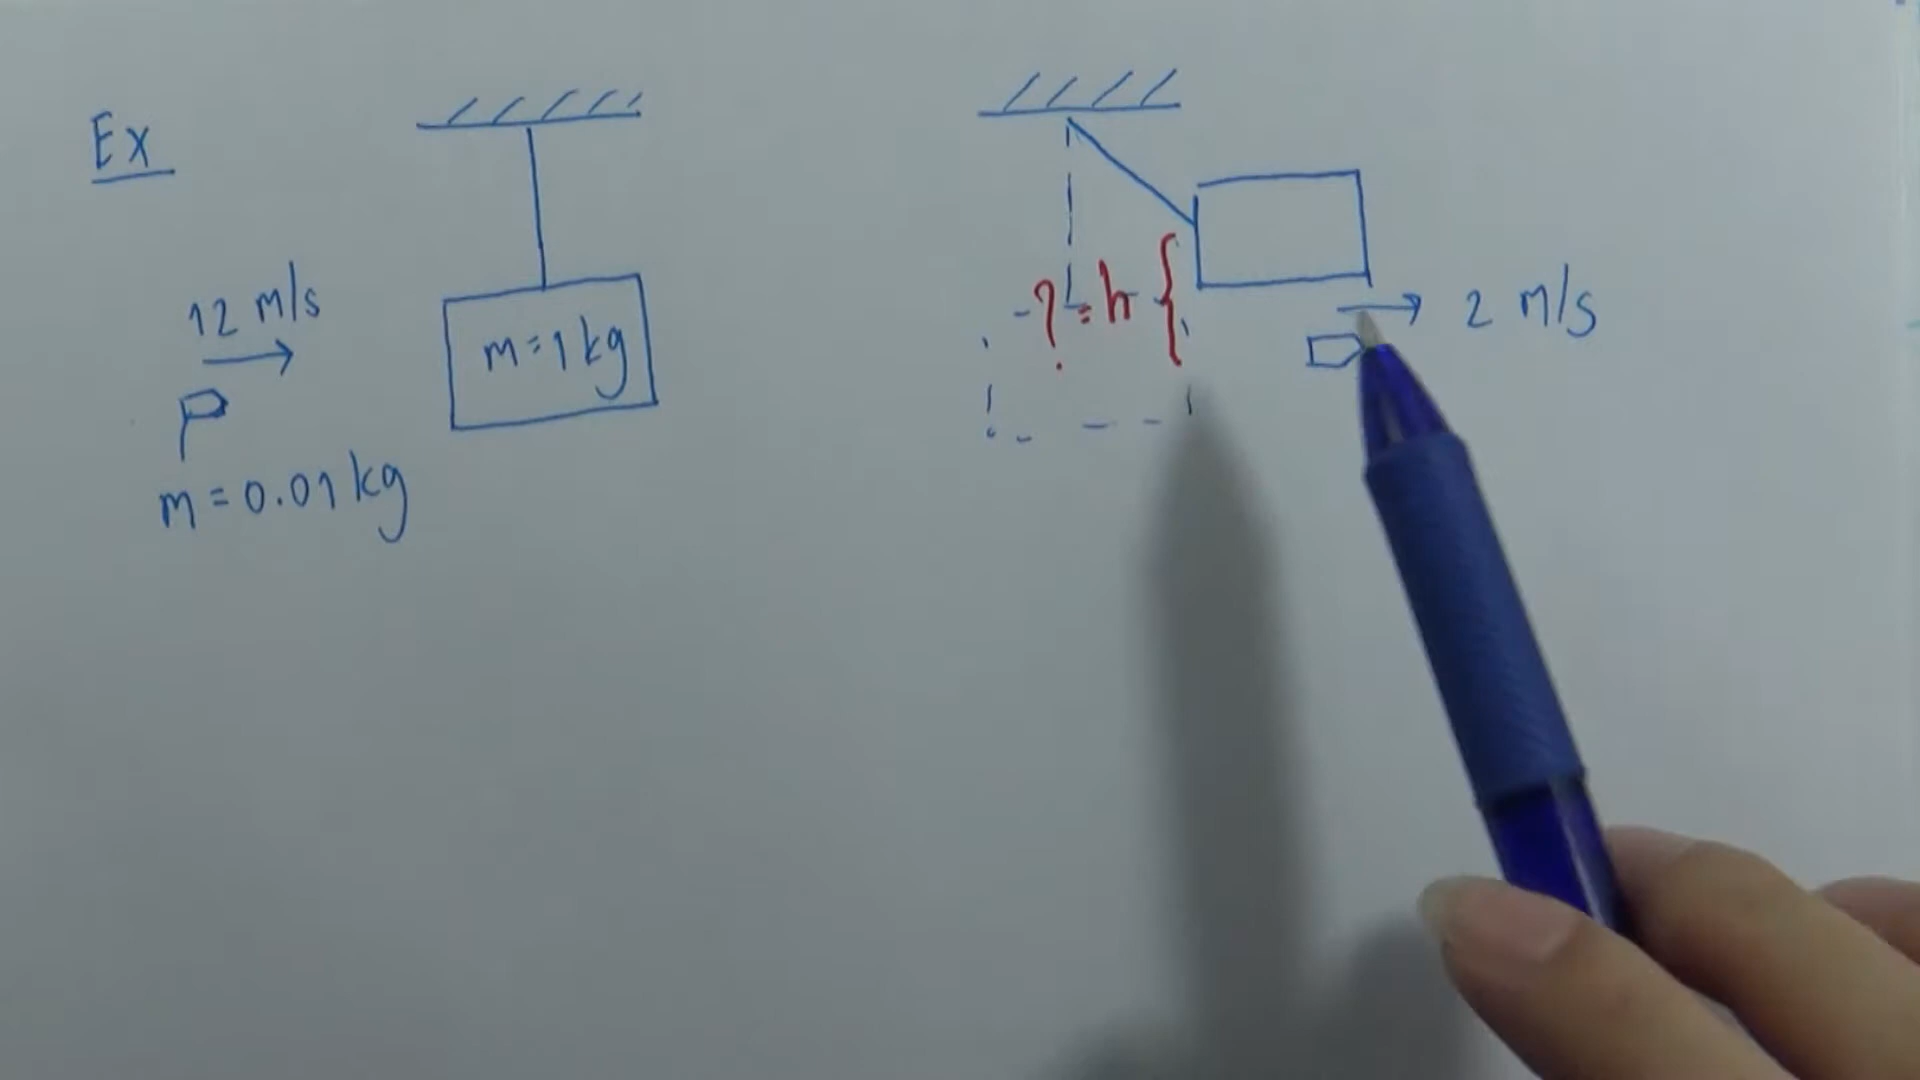 Ex
12 m/s
m = 1 kg
m = 0.01 kg
? = h {
2 m/s